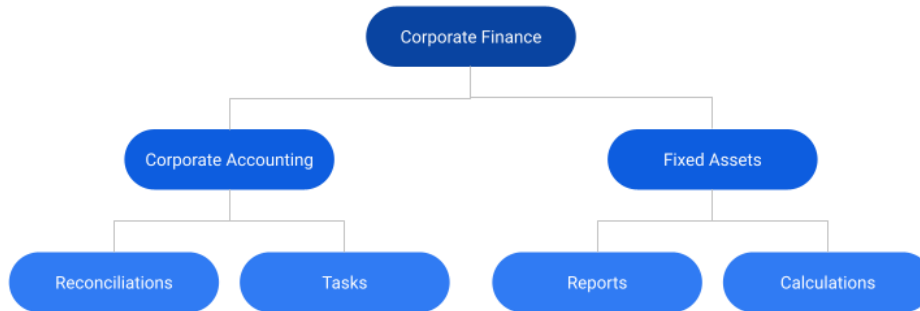 Corporate Finance
Corporate Accounting
Fixed Assets
Reconciliations
Tasks
Reports
Calculations